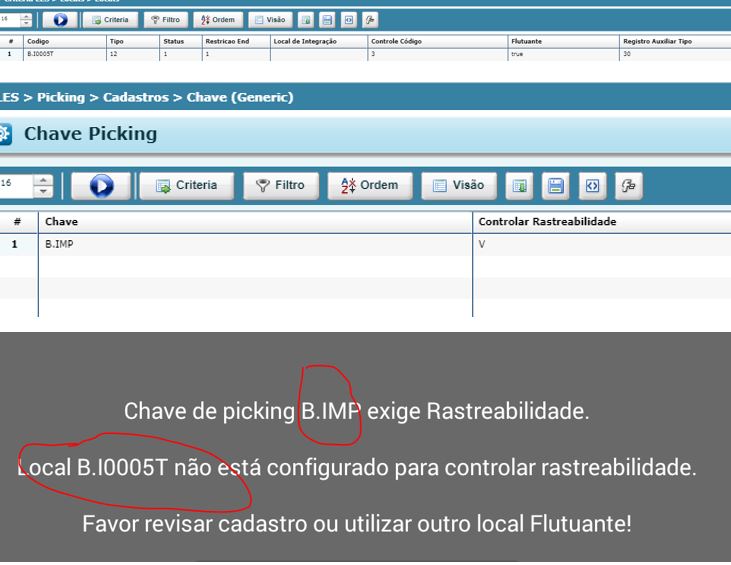 16 Criteria Filtro Ordem Visão
# Codigo Tipo Status Restricao End Local de Integração Controle Código Flutuante Registro Auxiliar Tipo
1 B.I0005T 12 1 1 3 true 30
LES > Picking > Cadastros > Chave (Generic)
Chave Picking
16 Criteria Filtro Ordem Visão
# Chave Controlar Rastreabilidade
1 B.IMP V
Chave de picking B.IMP exige Rastreabilidade.
Local B.I0005T não está configurado para controlar rastreabilidade.
Favor revisar cadastro ou utilizar outro local Flutuante!